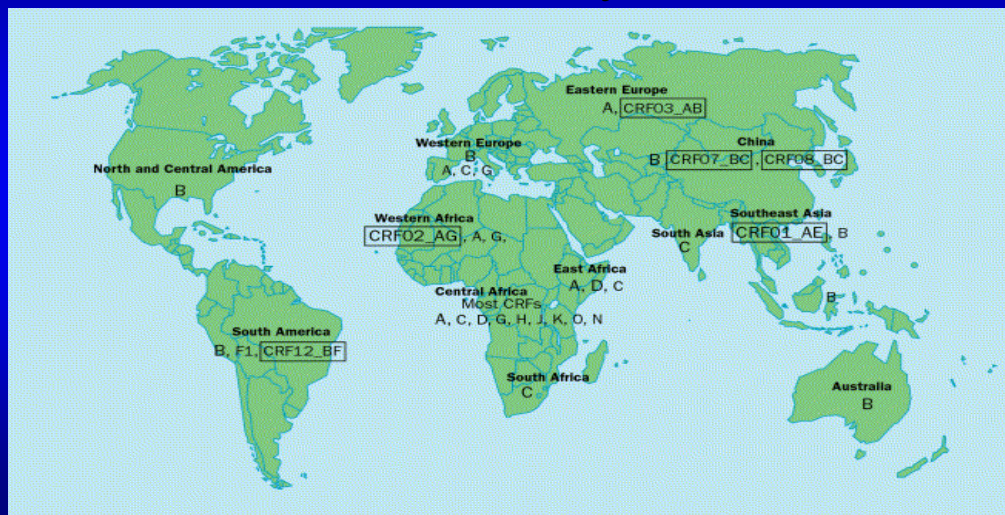 Eastern Europe
A, CRF03_AB
Western Europe
B
A, C, G
China
B CRF07_BC, CRF08_BC
North and Central America
B
Western Africa
CRF02_AG, A, G,
Southeast Asia
CRF01_AE, B
South Asia
C
East Africa
A, D, C
Central Africa
Most CRFs
A, C, D, G, H, J, K, O, N
B
South America
B, F1, CRF12_BF
South Africa
C
Australia
B